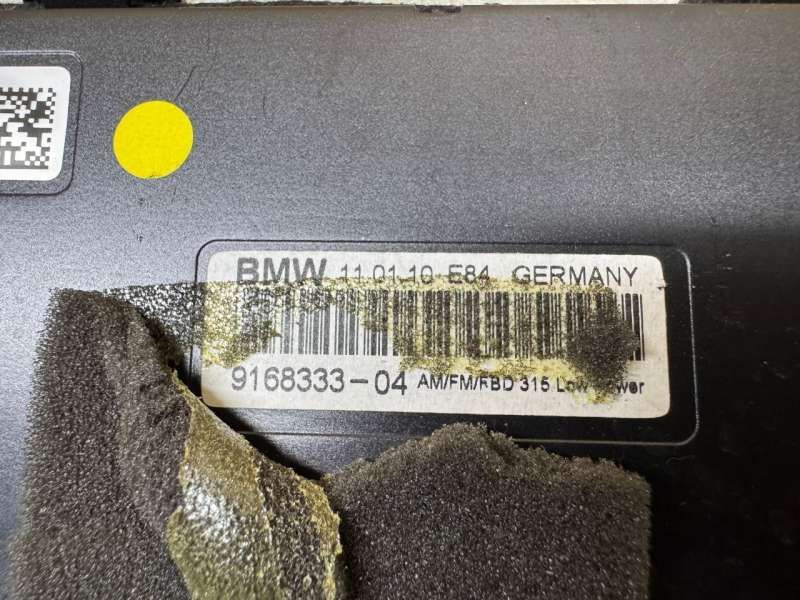 BMW 11.01.10 E84 GERMANY
9168333-04 AM/FM/FBD 315 Low Power